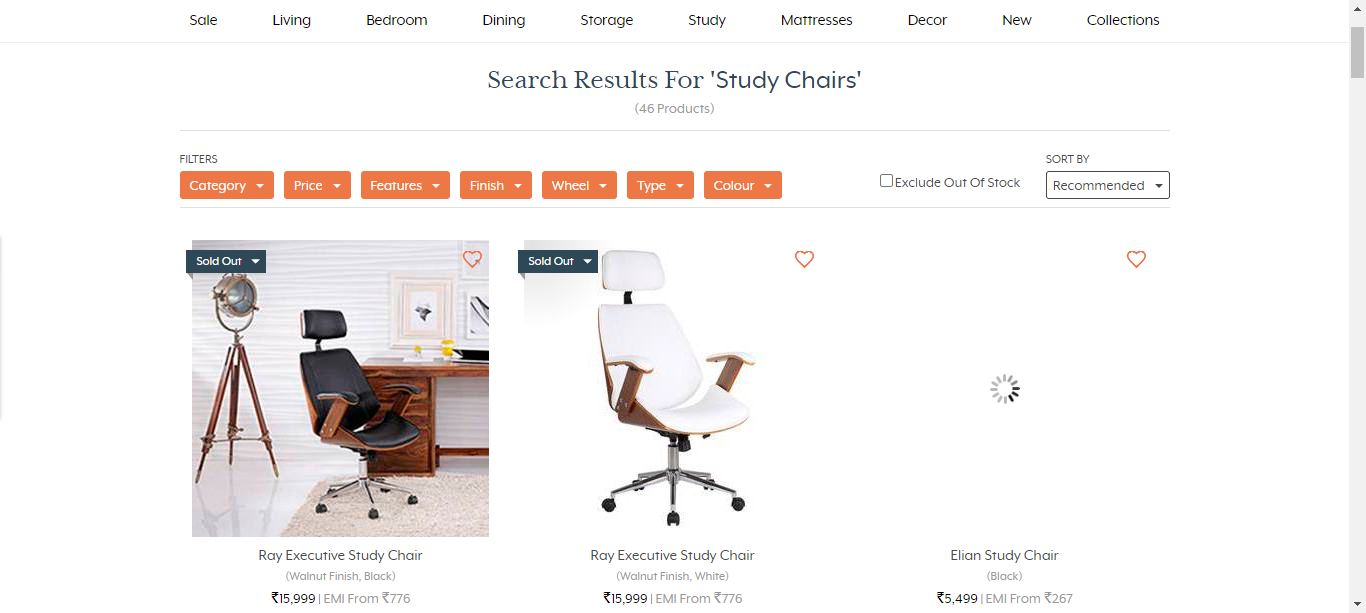 Sale Living Bedroom Dining Storage Study Mattresses Decor New Collections
Search Results For 'Study Chairs'
(46 Products)
FILTERS SORT BY
Category Price Features Finish Wheel Type Colour Exclude Out Of Stock Recommended
Sold Out Sold Out
Ray Executive Study Chair Ray Executive Study Chair Elian Study Chair
(Walnut Finish, Black) (Walnut Finish, White) (Black)
₹15,999 | EMI From ₹776 ₹15,999 | EMI From ₹776 ₹5,499 | EMI From ₹267